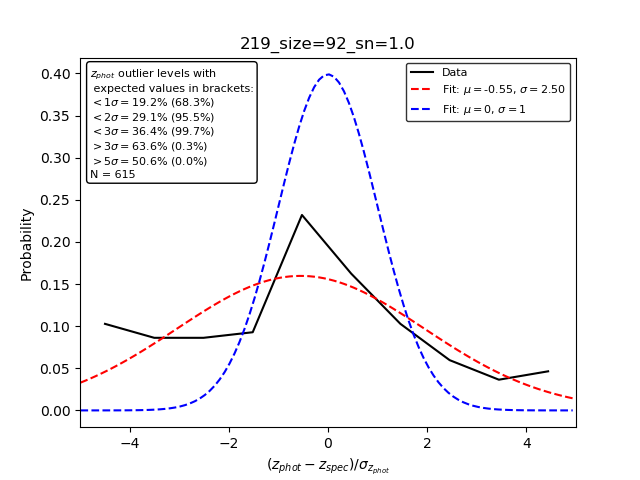 219_size=92_sn=1.0
z_phot outlier levels with
expected values in brackets:
< 1σ = 19.2% (68.3%)
< 2σ = 29.1% (95.5%)
< 3σ = 36.4% (99.7%)
> 3σ = 63.6% (0.3%)
> 5σ = 50.6% (0.0%)
N = 615
Data
Fit: μ = -0.55, σ = 2.50
Fit: μ = 0, σ = 1
Probability
0.40
0.35
0.30
0.25
0.20
0.15
0.10
0.05
0.00
−4 −2 0 2 4
(z_phot − z_spec)/σ_z_phot